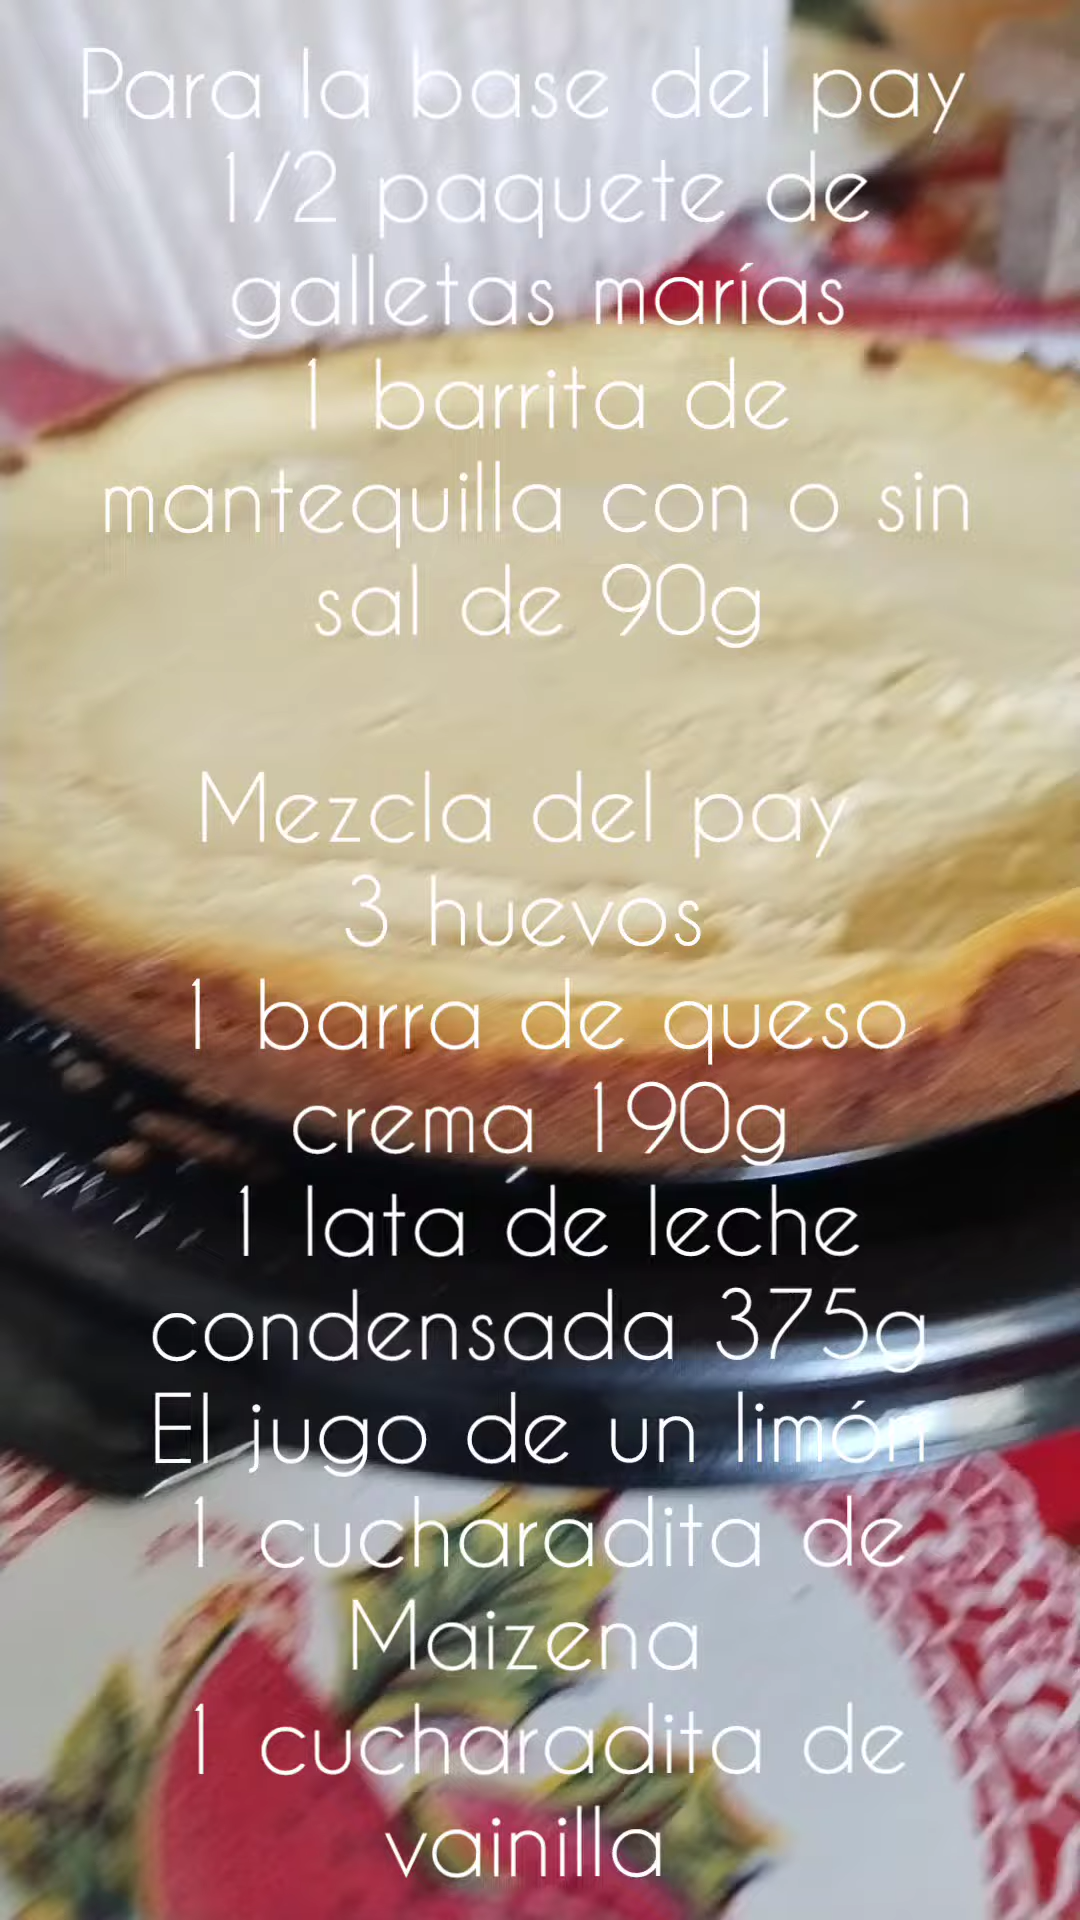 Para la base del pay
1/2 paquete de
galletas marías
1 barrita de
mantequilla con o sin
sal de 90g
Mezcla del pay
3 huevos
1 barra de queso
crema 190g
1 lata de leche
condensada 375g
El jugo de un limón
1 cucharadita de
Maizena
1 cucharadita de
vainilla